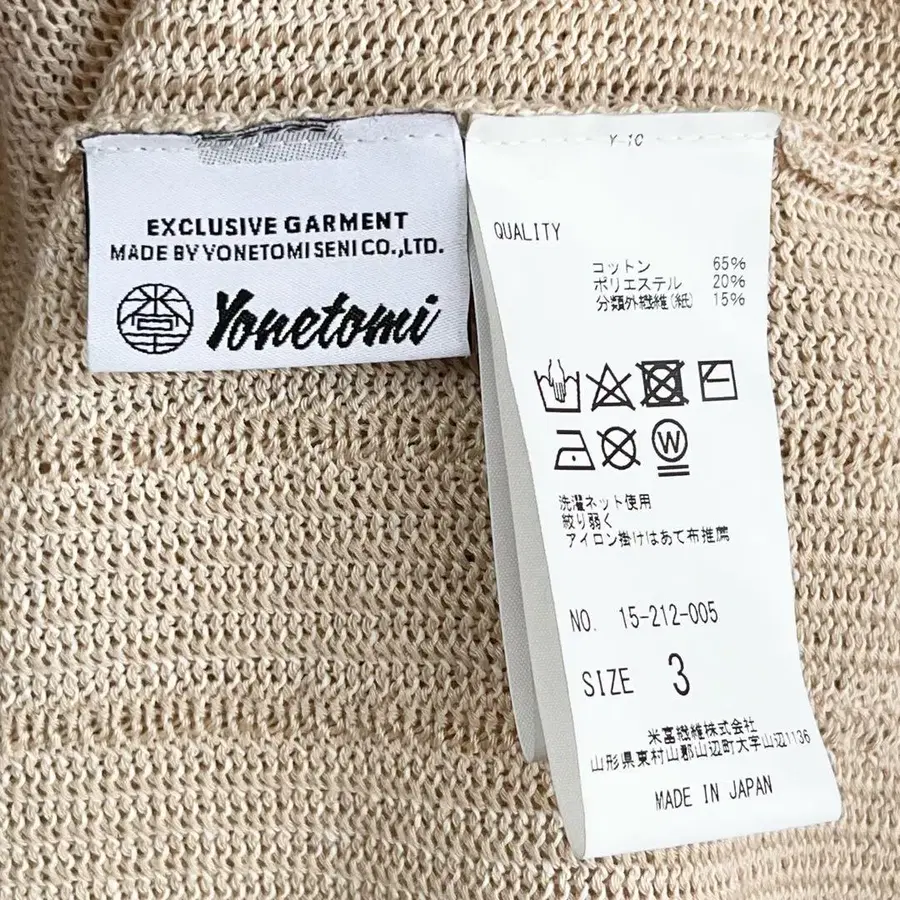 EXCLUSIVE GARMENT
MADE BY YONETOMI SENI CO.,LTD.
Yonetomi
Y-10
QUALITY
コットン 65%
ポリエステル 20%
分類外繊維(紙) 15%
W
洗濯ネット使用
絞り弱く
アイロン掛けはあて布推薦
NO. 15-212-005
SIZE 3
米富繊維株式会社
山形県東村山郡山辺町大字山辺1136
MADE IN JAPAN